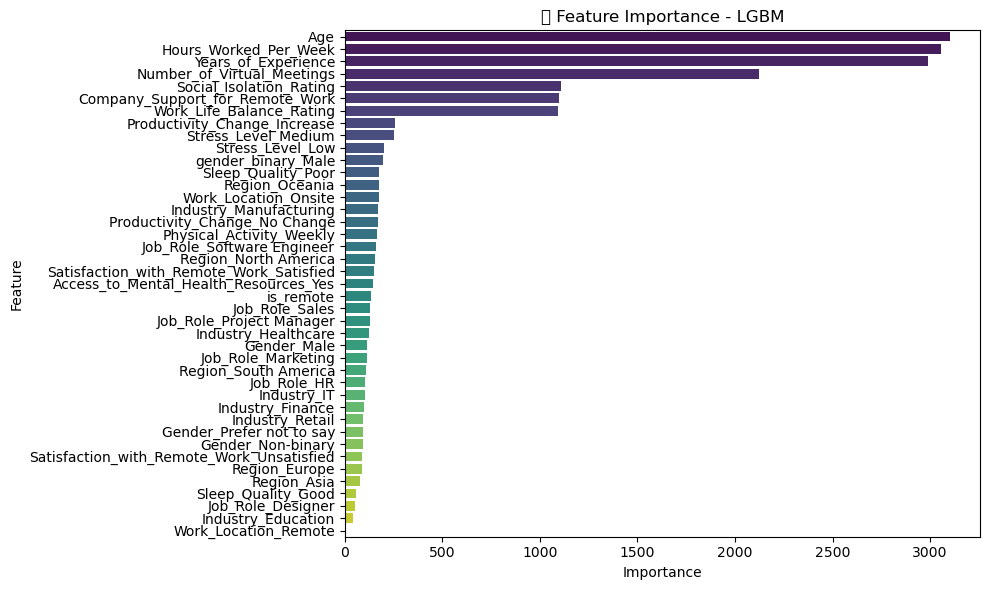 ▯ Feature Importance - LGBM
Age
Hours_Worked_Per_Week
Years_of_Experience
Number_of_Virtual_Meetings
Social_Isolation_Rating
Company_Support_for_Remote_Work
Work_Life_Balance_Rating
Productivity_Change_Increase
Stress_Level_Medium
Stress_Level_Low
gender_binary_Male
Sleep_Quality_Poor
Region_Oceania
Work_Location_Onsite
Industry_Manufacturing
Productivity_Change_No Change
Physical_Activity_Weekly
Job_Role_Software Engineer
Region_North America
Satisfaction_with_Remote_Work_Satisfied
Access_to_Mental_Health_Resources_Yes
is_remote
Job_Role_Sales
Job_Role_Project Manager
Industry_Healthcare
Gender_Male
Job_Role_Marketing
Region_South America
Job_Role_HR
Industry_IT
Industry_Finance
Industry_Retail
Gender_Prefer not to say
Gender_Non-binary
Satisfaction_with_Remote_Work_Unsatisfied
Region_Europe
Region_Asia
Sleep_Quality_Good
Job_Role_Designer
Industry_Education
Work_Location_Remote
Feature
0 500 1000 1500 2000 2500 3000
Importance